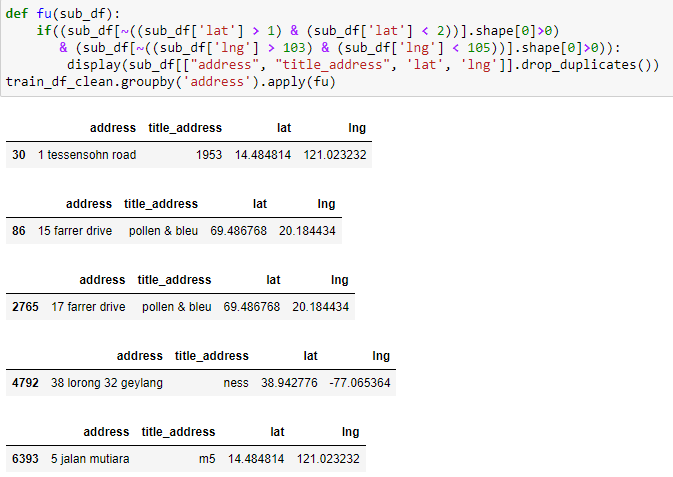 def fu(sub_df):
    if((sub_df[~((sub_df['lat'] > 1) & (sub_df['lat'] < 2))].shape[0]>0)
       & (sub_df[~((sub_df['lng'] > 103) & (sub_df['lng'] < 105))].shape[0]>0)):
        display(sub_df[["address", "title_address", 'lat', 'lng']].drop_duplicates())
train_df_clean.groupby('address').apply(fu)
address title_address lat lng
30 1 tessensohn road 1953 14.484814 121.023232
address title_address lat lng
86 15 farrer drive pollen & bleu 69.486768 20.184434
address title_address lat lng
2765 17 farrer drive pollen & bleu 69.486768 20.184434
address title_address lat lng
4792 38 lorong 32 geylang ness 38.942776 -77.065364
address title_address lat lng
6393 5 jalan mutiara m5 14.484814 121.023232